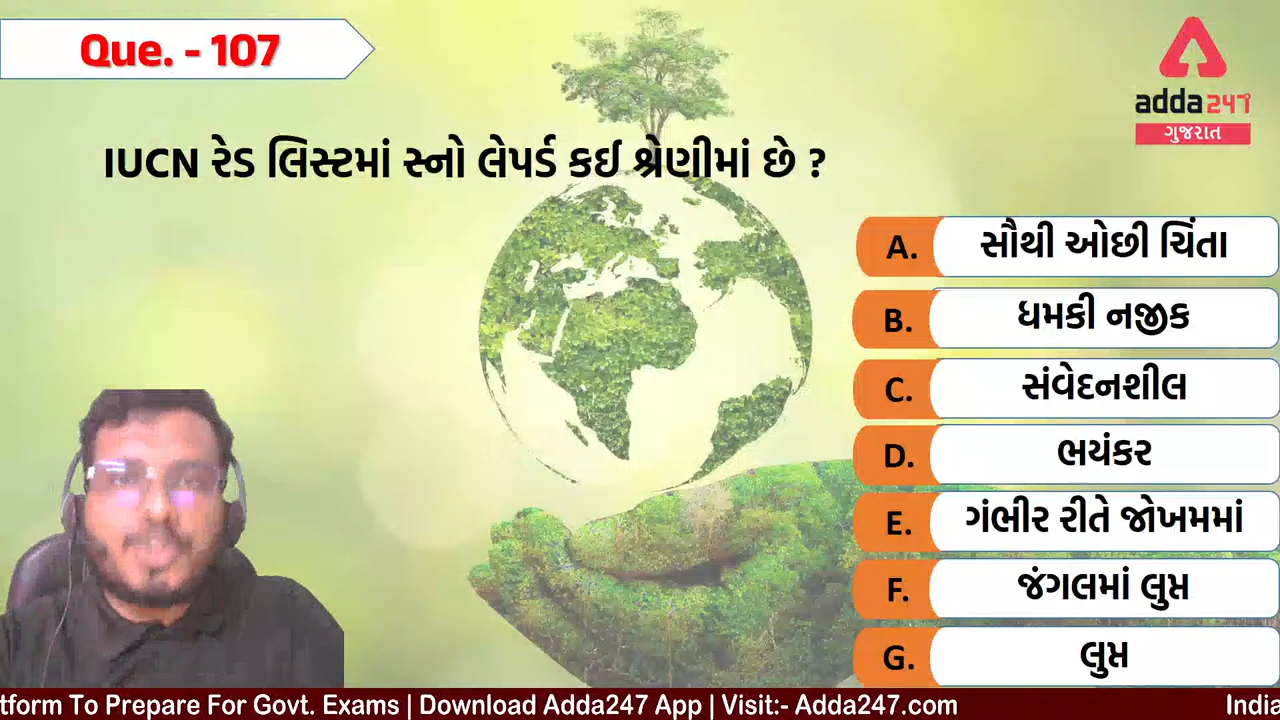 Que. - 107
adda247
ગુજરાત
IUCN રેડ લિસ્ટમાં સ્નો લેપર્ડ કઈ શ્રેણીમાં છે ?
A. સૌથી ઓછી ચિંતા
B. ધમકી નજીક
C. સંવેદનશીલ
D. ભયંકર
E. ગંભીર રીતે જોખમમાં
F. જંગલમાં લુપ્ત
G. લુપ્ત
tform To Prepare For Govt. Exams | Download Adda247 App | Visit:- Adda247.com India